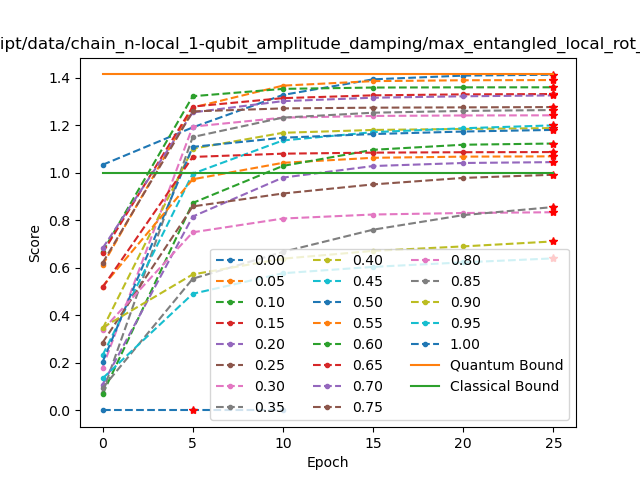 ipt/data/chain_n-local_1-qubit_amplitude_damping/max_entangled_local_rot_
Score
1.4
1.2
1.0
0.8
0.6
0.4
0.2
0.0
0.00 0.40 0.80
0.05 0.45 0.85
0.10 0.50 0.90
0.15 0.55 0.95
0.20 0.60 1.00
0.25 0.65 Quantum Bound
0.30 0.70 Classical Bound
0.35 0.75
0 5 10 15 20 25
Epoch